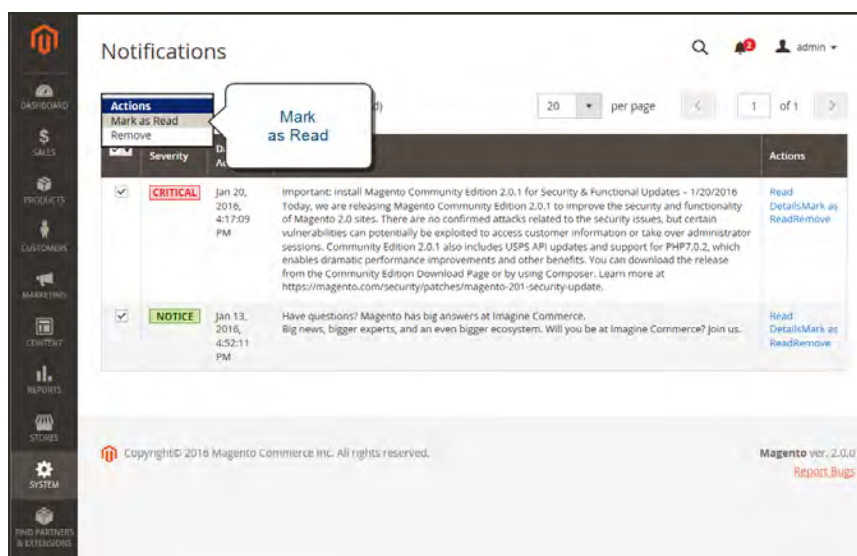 Notifications
2
admin
DASHBOARD
SALES
PRODUCTS
CUSTOMERS
MARKETING
CONTENT
REPORTS
STORES
SYSTEM
FIND PARTNERS
& EXTENSIONS
Actions
Mark as Read
Remove
Mark
as Read
d)
20 per page
1 of 1
Severity
Actions
CRITICAL
Jan 20,
2016,
4:17:09
PM
Important: Install Magento Community Edition 2.0.1 for Security & Functional Updates – 1/20/2016
Today, we are releasing Magento Community Edition 2.0.1 to improve the security and functionality
of Magento 2.0 sites. There are no confirmed attacks related to the security issues, but certain
vulnerabilities can potentially be exploited to access customer information or take over administrator
sessions. Community Edition 2.0.1 also includes USPS API updates and support for PHP7.0.2, which
enables dramatic performance improvements and other benefits. You can download the release
from the Community Edition Download Page or by using Composer. Learn more at
https://magento.com/security/patches/magento-201-security-update.
Read
DetailsMark as
ReadRemove
NOTICE
Jan 13,
2016,
4:52:11
PM
Have questions? Magento has big answers at Imagine Commerce.
Big news, bigger experts, and an even bigger ecosystem. Will you be at Imagine Commerce? Join us.
Read
DetailsMark as
ReadRemove
Copyright© 2016 Magento Commerce Inc. All rights reserved.
Magento ver. 2.0.0
Report Bugs